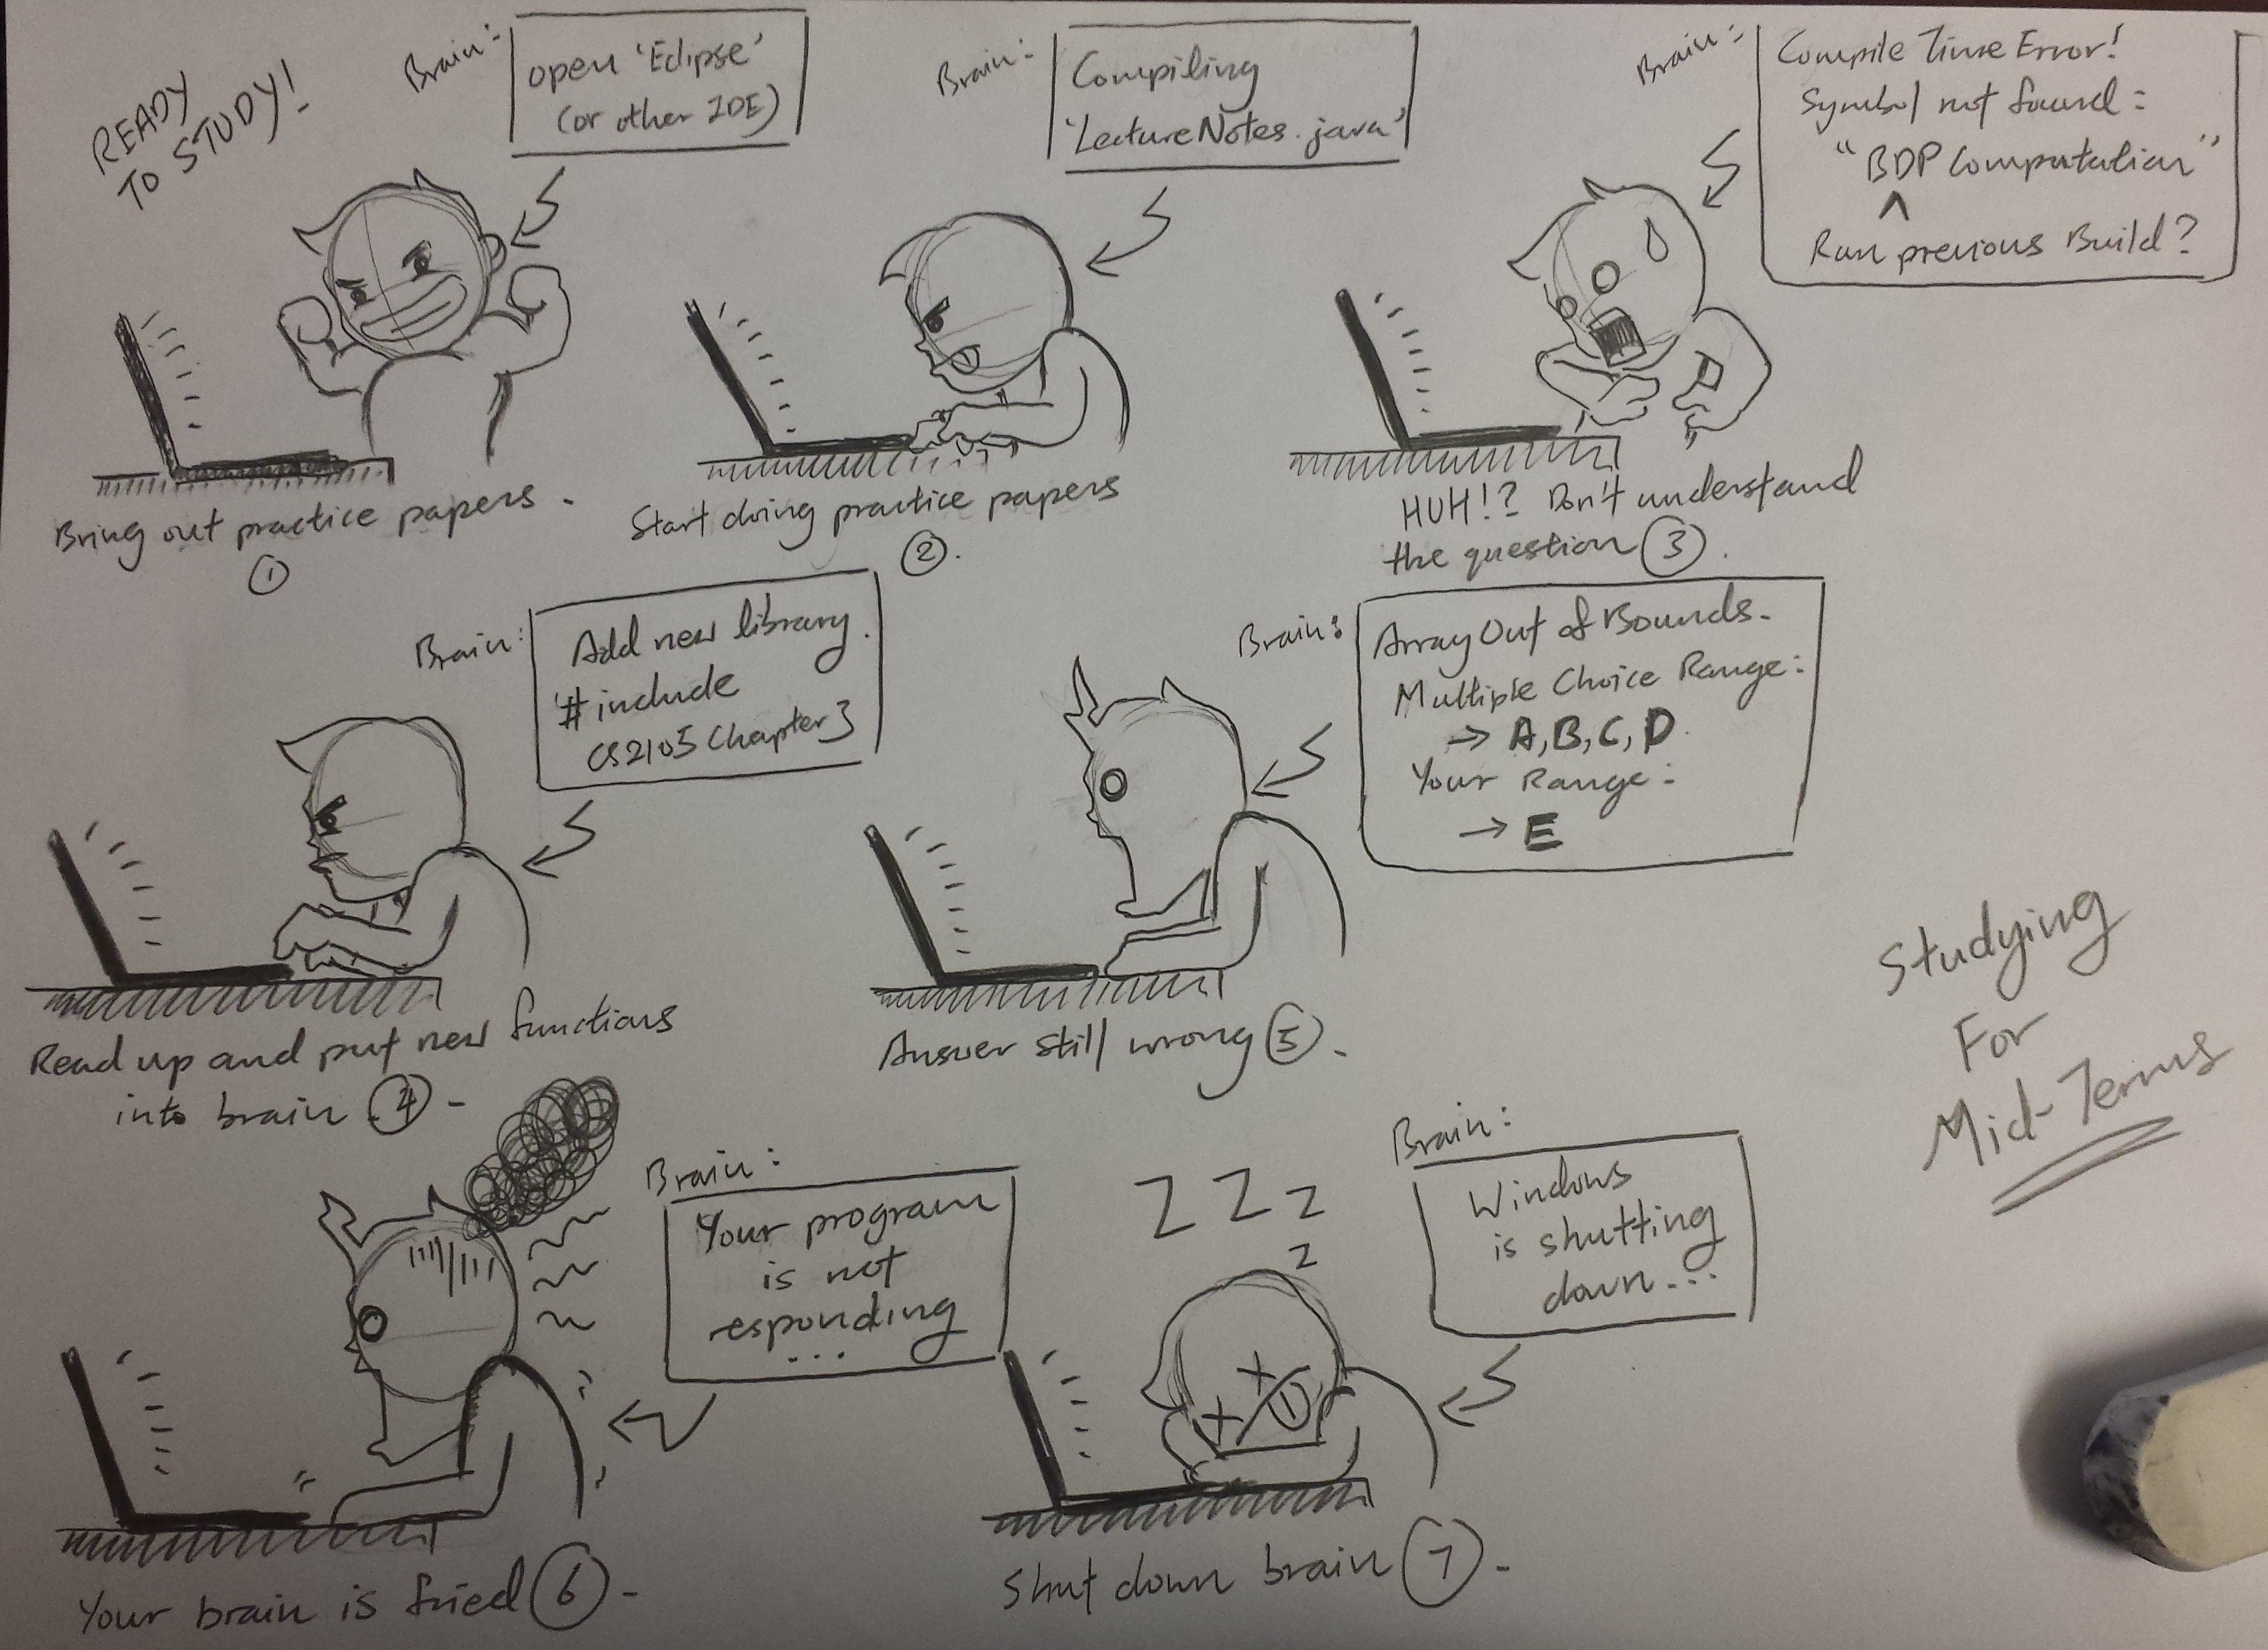 READY
TO STUDY!
Brain:
open 'Eclipse'
(or other IDE)
Bring out practice papers.
1
Brain:
Compiling
'LectureNotes.java'
Start doing practice papers
2.
Brain:
Compile Time Error!
Symbol not found:
"BDP Computation"
^
Run previous Build?
HUH!? Don't understand
the question 3.
Brain:
Add new library.
'#include
CS2105 Chapter3
Read up and put new functions
into brain 4.
Brain:
Array Out of Bounds.
Multiple Choice Range:
→ A, B, C, D.
Your Range:
→ E
Answer still wrong 5.
Studying
For
Mid-Terms
Brain:
Your program
is not
responding
...
Your brain is fried 6.
Z Z Z
Z
Brain:
Windows
is shutting
down...
Shut down brain 7.